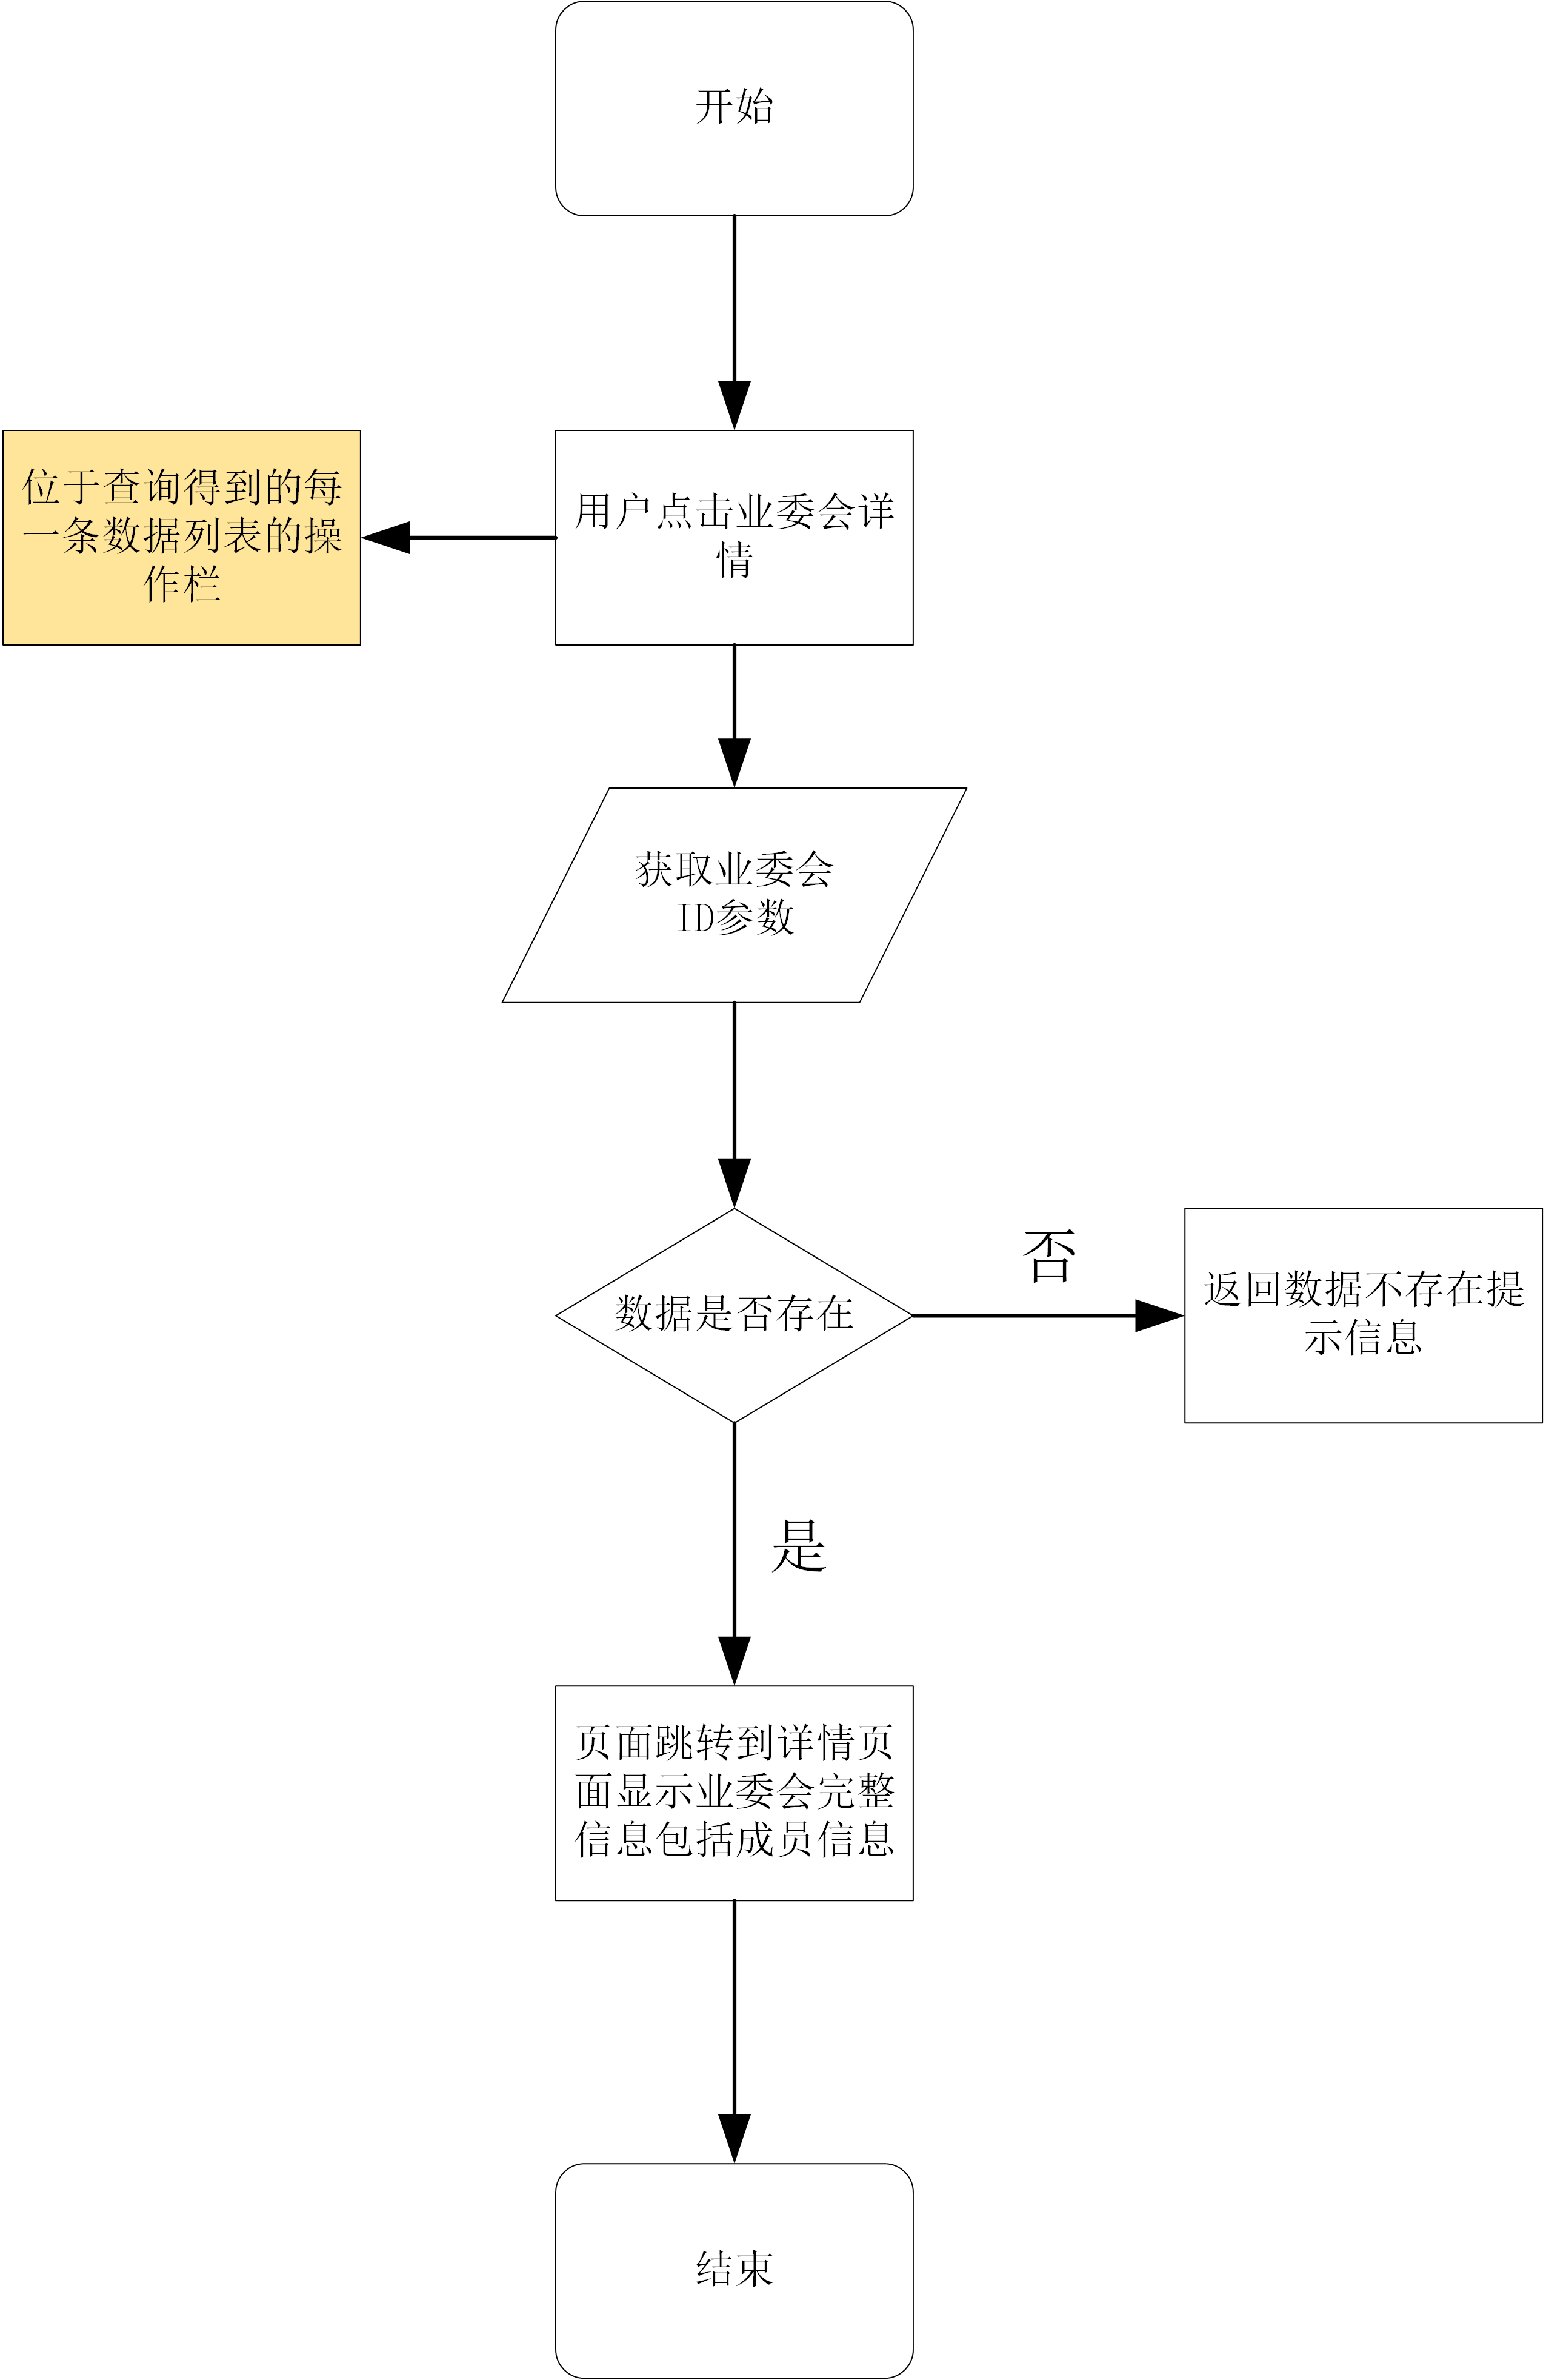 开始
位于查询得到的每
一条数据列表的操
作栏
用户点击业委会详
情
获取业委会
ID参数
数据是否存在
否
返回数据不存在提
示信息
是
页面跳转到详情页
面显示业委会完整
信息包括成员信息
结束